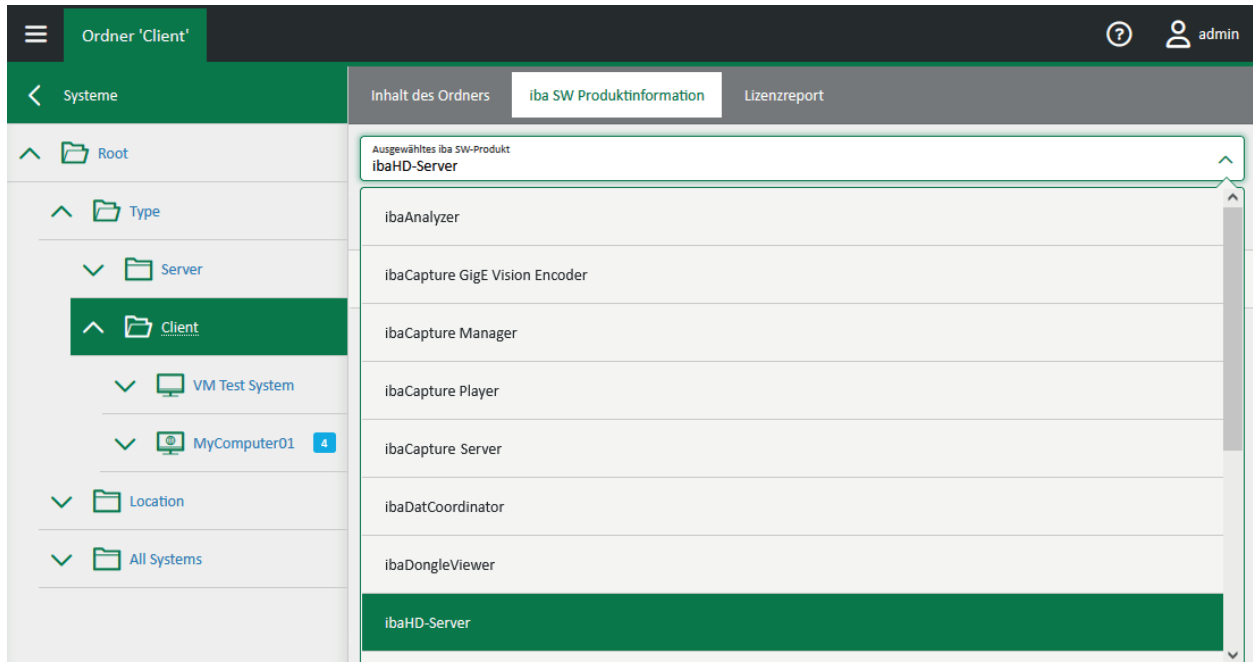 Ordner 'Client'
? admin
Systeme
Inhalt des Ordners iba SW Produktinformation Lizenzreport
Root
Type
Server
Client
VM Test System
MyComputer01 4
Location
All Systems
Ausgewähltes iba SW-Produkt
ibaHD-Server
ibaAnalyzer
ibaCapture GigE Vision Encoder
ibaCapture Manager
ibaCapture Player
ibaCapture Server
ibaDatCoordinator
ibaDongleViewer
ibaHD-Server